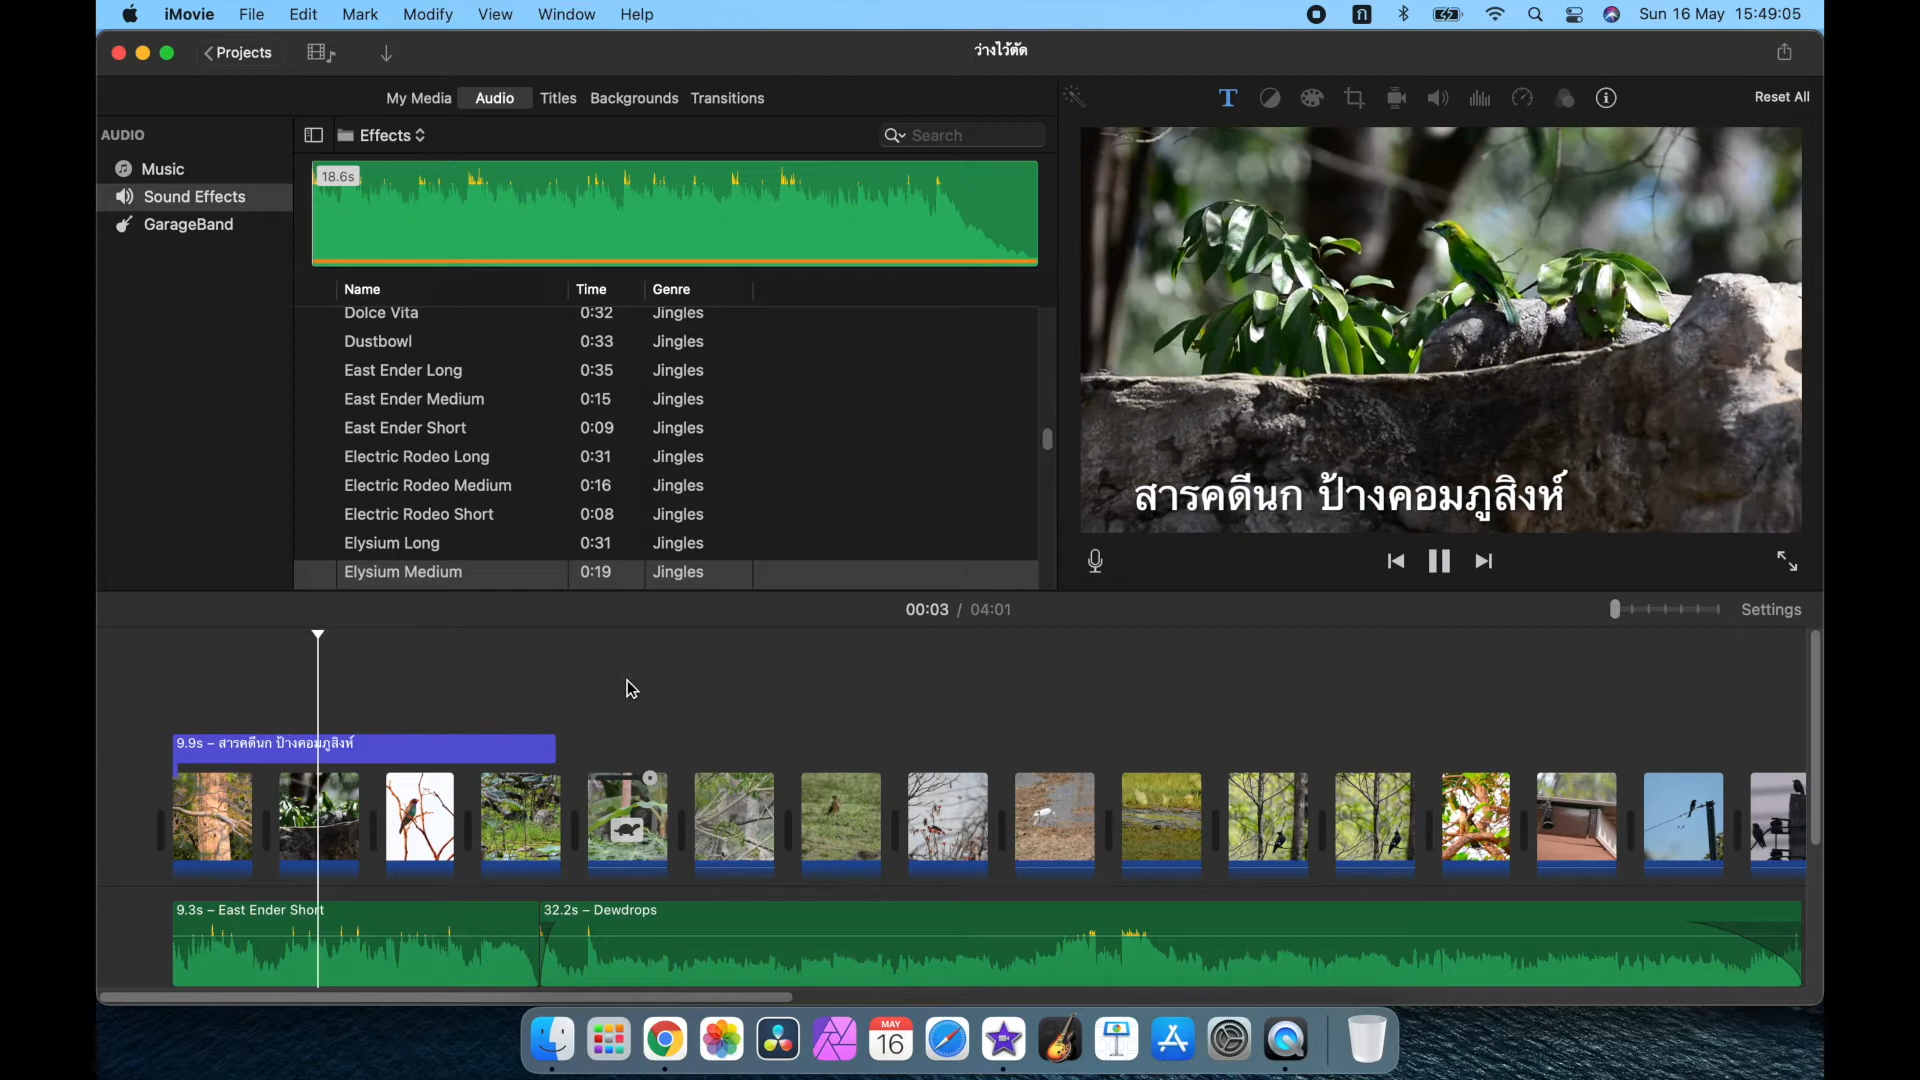 iMovie File Edit Mark Modify View Window Help
ก
Sun 16 May 15:49:05
Projects
ว่างไว้ตัด
My Media Audio Titles Backgrounds Transitions
T
Reset All
AUDIO
Effects
Search
Music
Sound Effects
GarageBand
18.6s
Name Time Genre
Dolce Vita 0:32 Jingles
Dustbowl 0:33 Jingles
East Ender Long 0:35 Jingles
East Ender Medium 0:15 Jingles
East Ender Short 0:09 Jingles
Electric Rodeo Long 0:31 Jingles
Electric Rodeo Medium 0:16 Jingles
Electric Rodeo Short 0:08 Jingles
Elysium Long 0:31 Jingles
Elysium Medium 0:19 Jingles
สารคดีนก ป้างคอมภูสิงห์
00:03 / 04:01
Settings
9.9s – สารคดีนก ป้างคอมภูสิงห์
9.3s – East Ender Short
32.2s – Dewdrops
MAY
16